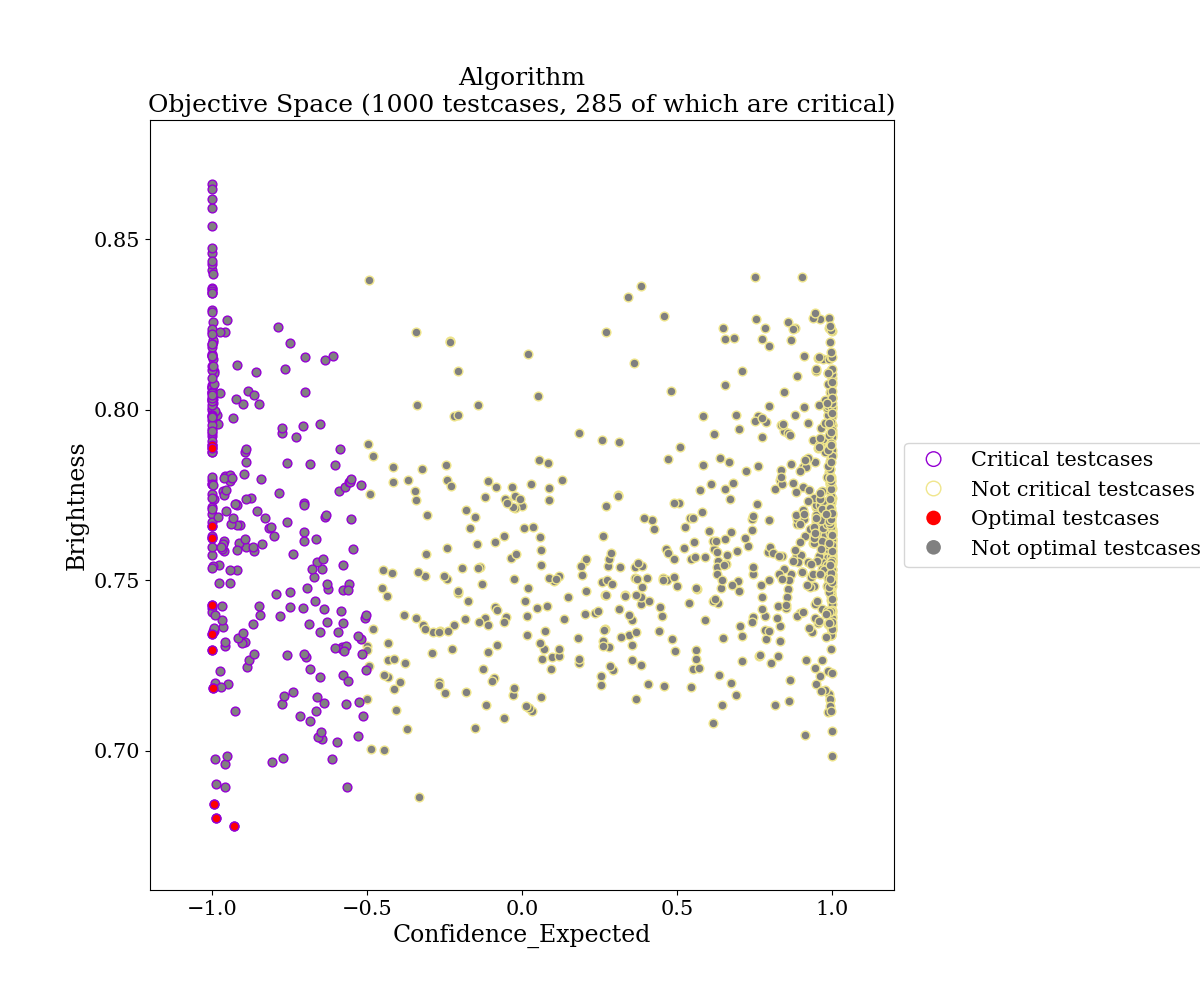 Algorithm
Objective Space (1000 testcases, 285 of which are critical)
Brightness
0.85
0.80
0.75
0.70
−1.0
−0.5
0.0
0.5
1.0
Confidence_Expected
Critical testcases
Not critical testcases
Optimal testcases
Not optimal testcases